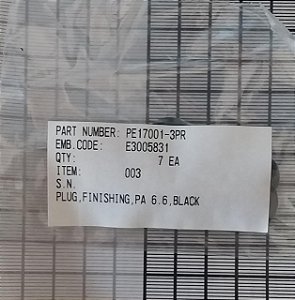 PART NUMBER: PE17001-3PR
EMB.CODE: E3005831
QTY: 7 EA
ITEM: 003
S.N.
PLUG,FINISHING,PA 6.6,BLACK